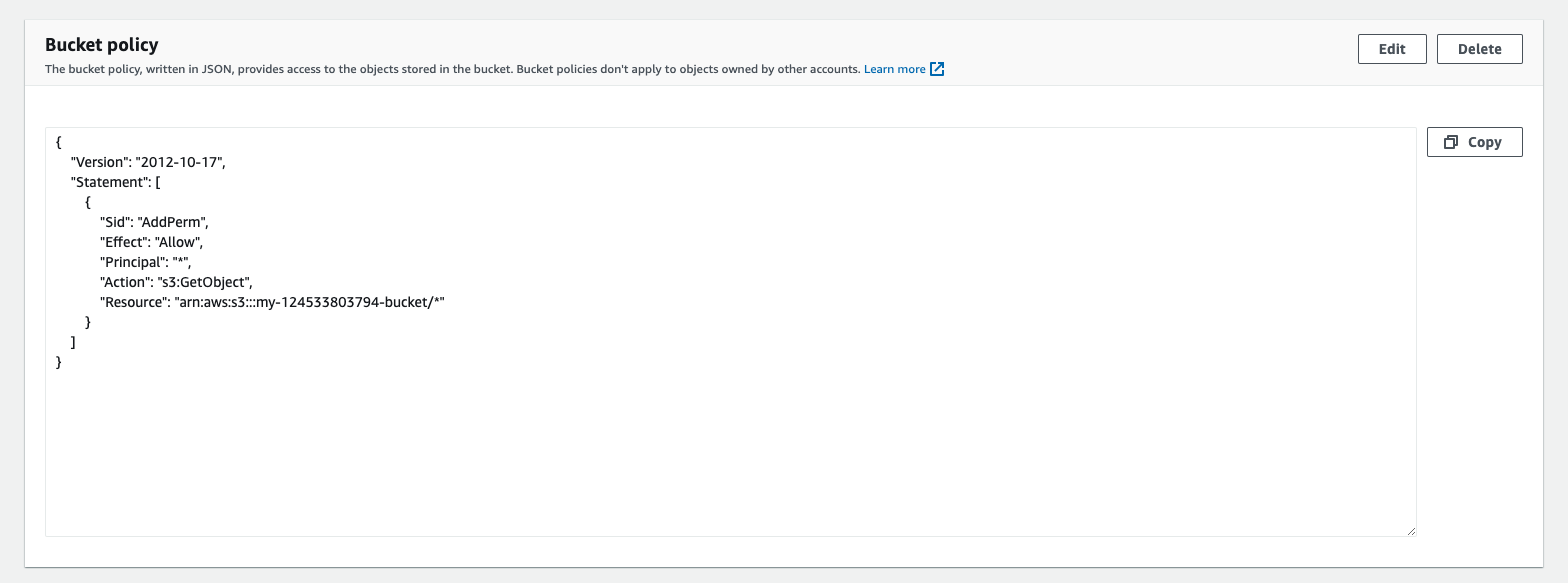 Bucket policy
Edit
Delete
The bucket policy, written in JSON, provides access to the objects stored in the bucket. Bucket policies don't apply to objects owned by other accounts. Learn more
Copy
{
"Version": "2012-10-17",
"Statement": [
{
"Sid": "AddPerm",
"Effect": "Allow",
"Principal": "*",
"Action": "s3:GetObject",
"Resource": "arn:aws:s3:::my-124533803794-bucket/*"
}
]
}